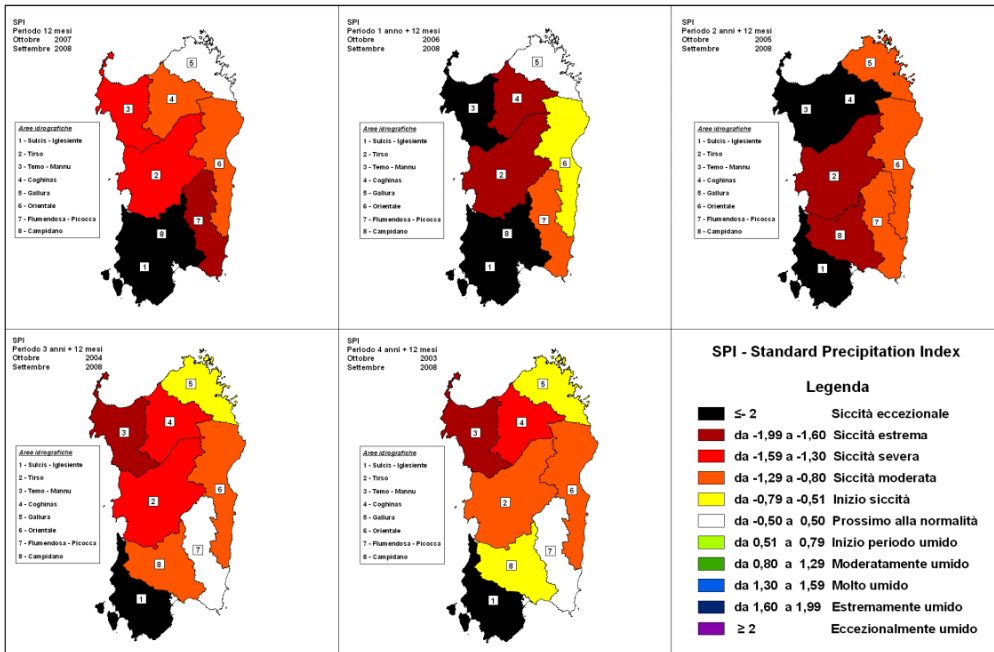 SPI
Periodo 12 mesi
Ottobre 2007
Settembre 2008
5
3
4
6
2
7
8
1
Aree idrografiche
1 - Sulcis - Iglesiente
2 - Tirso
3 - Temo - Mannu
4 - Coghinas
5 - Gallura
6 - Orientale
7 - Flumendosa - Picocca
8 - Campidano
SPI
Periodo 1 anno + 12 mesi
Ottobre 2006
Settembre 2008
5
3
4
6
2
7
8
1
Aree idrografiche
1 - Sulcis - Iglesiente
2 - Tirso
3 - Temo - Mannu
4 - Coghinas
5 - Gallura
6 - Orientale
7 - Flumendosa - Picocca
8 - Campidano
SPI
Periodo 2 anni + 12 mesi
Ottobre 2005
Settembre 2008
5
3
4
6
2
7
8
1
Aree idrografiche
1 - Sulcis - Iglesiente
2 - Tirso
3 - Temo - Mannu
4 - Coghinas
5 - Gallura
6 - Orientale
7 - Flumendosa - Picocca
8 - Campidano
SPI
Periodo 3 anni + 12 mesi
Ottobre 2004
Settembre 2008
5
3
4
6
2
7
8
1
Aree idrografiche
1 - Sulcis - Iglesiente
2 - Tirso
3 - Temo - Mannu
4 - Coghinas
5 - Gallura
6 - Orientale
7 - Flumendosa - Picocca
8 - Campidano
SPI
Periodo 4 anni + 12 mesi
Ottobre 2003
Settembre 2008
5
3
4
6
2
7
8
1
Aree idrografiche
1 - Sulcis - Iglesiente
2 - Tirso
3 - Temo - Mannu
4 - Coghinas
5 - Gallura
6 - Orientale
7 - Flumendosa - Picocca
8 - Campidano
SPI - Standard Precipitation Index
Legenda
≤- 2 Siccità eccezionale
da -1,99 a -1,60 Siccità estrema
da -1,59 a -1,30 Siccità severa
da -1,29 a -0,80 Siccità moderata
da -0,79 a -0,51 Inizio siccità
da -0,50 a 0,50 Prossimo alla normalità
da 0,51 a 0,79 Inizio periodo umido
da 0,80 a 1,29 Moderatamente umido
da 1,30 a 1,59 Molto umido
da 1,60 a 1,99 Estremamente umido
≥ 2 Eccezionalmente umido